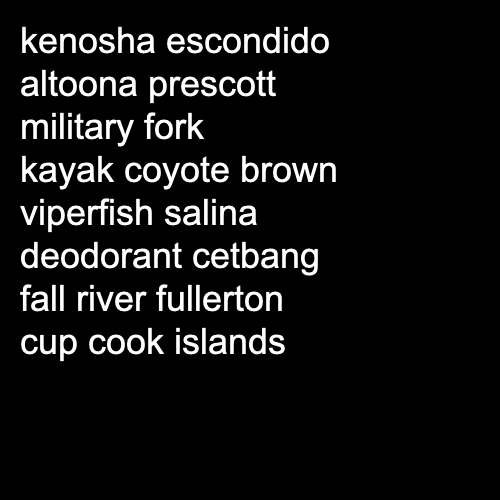 kenosha escondido
altoona prescott
military fork
kayak coyote brown
viperfish salina
deodorant cetbang
fall river fullerton
cup cook islands